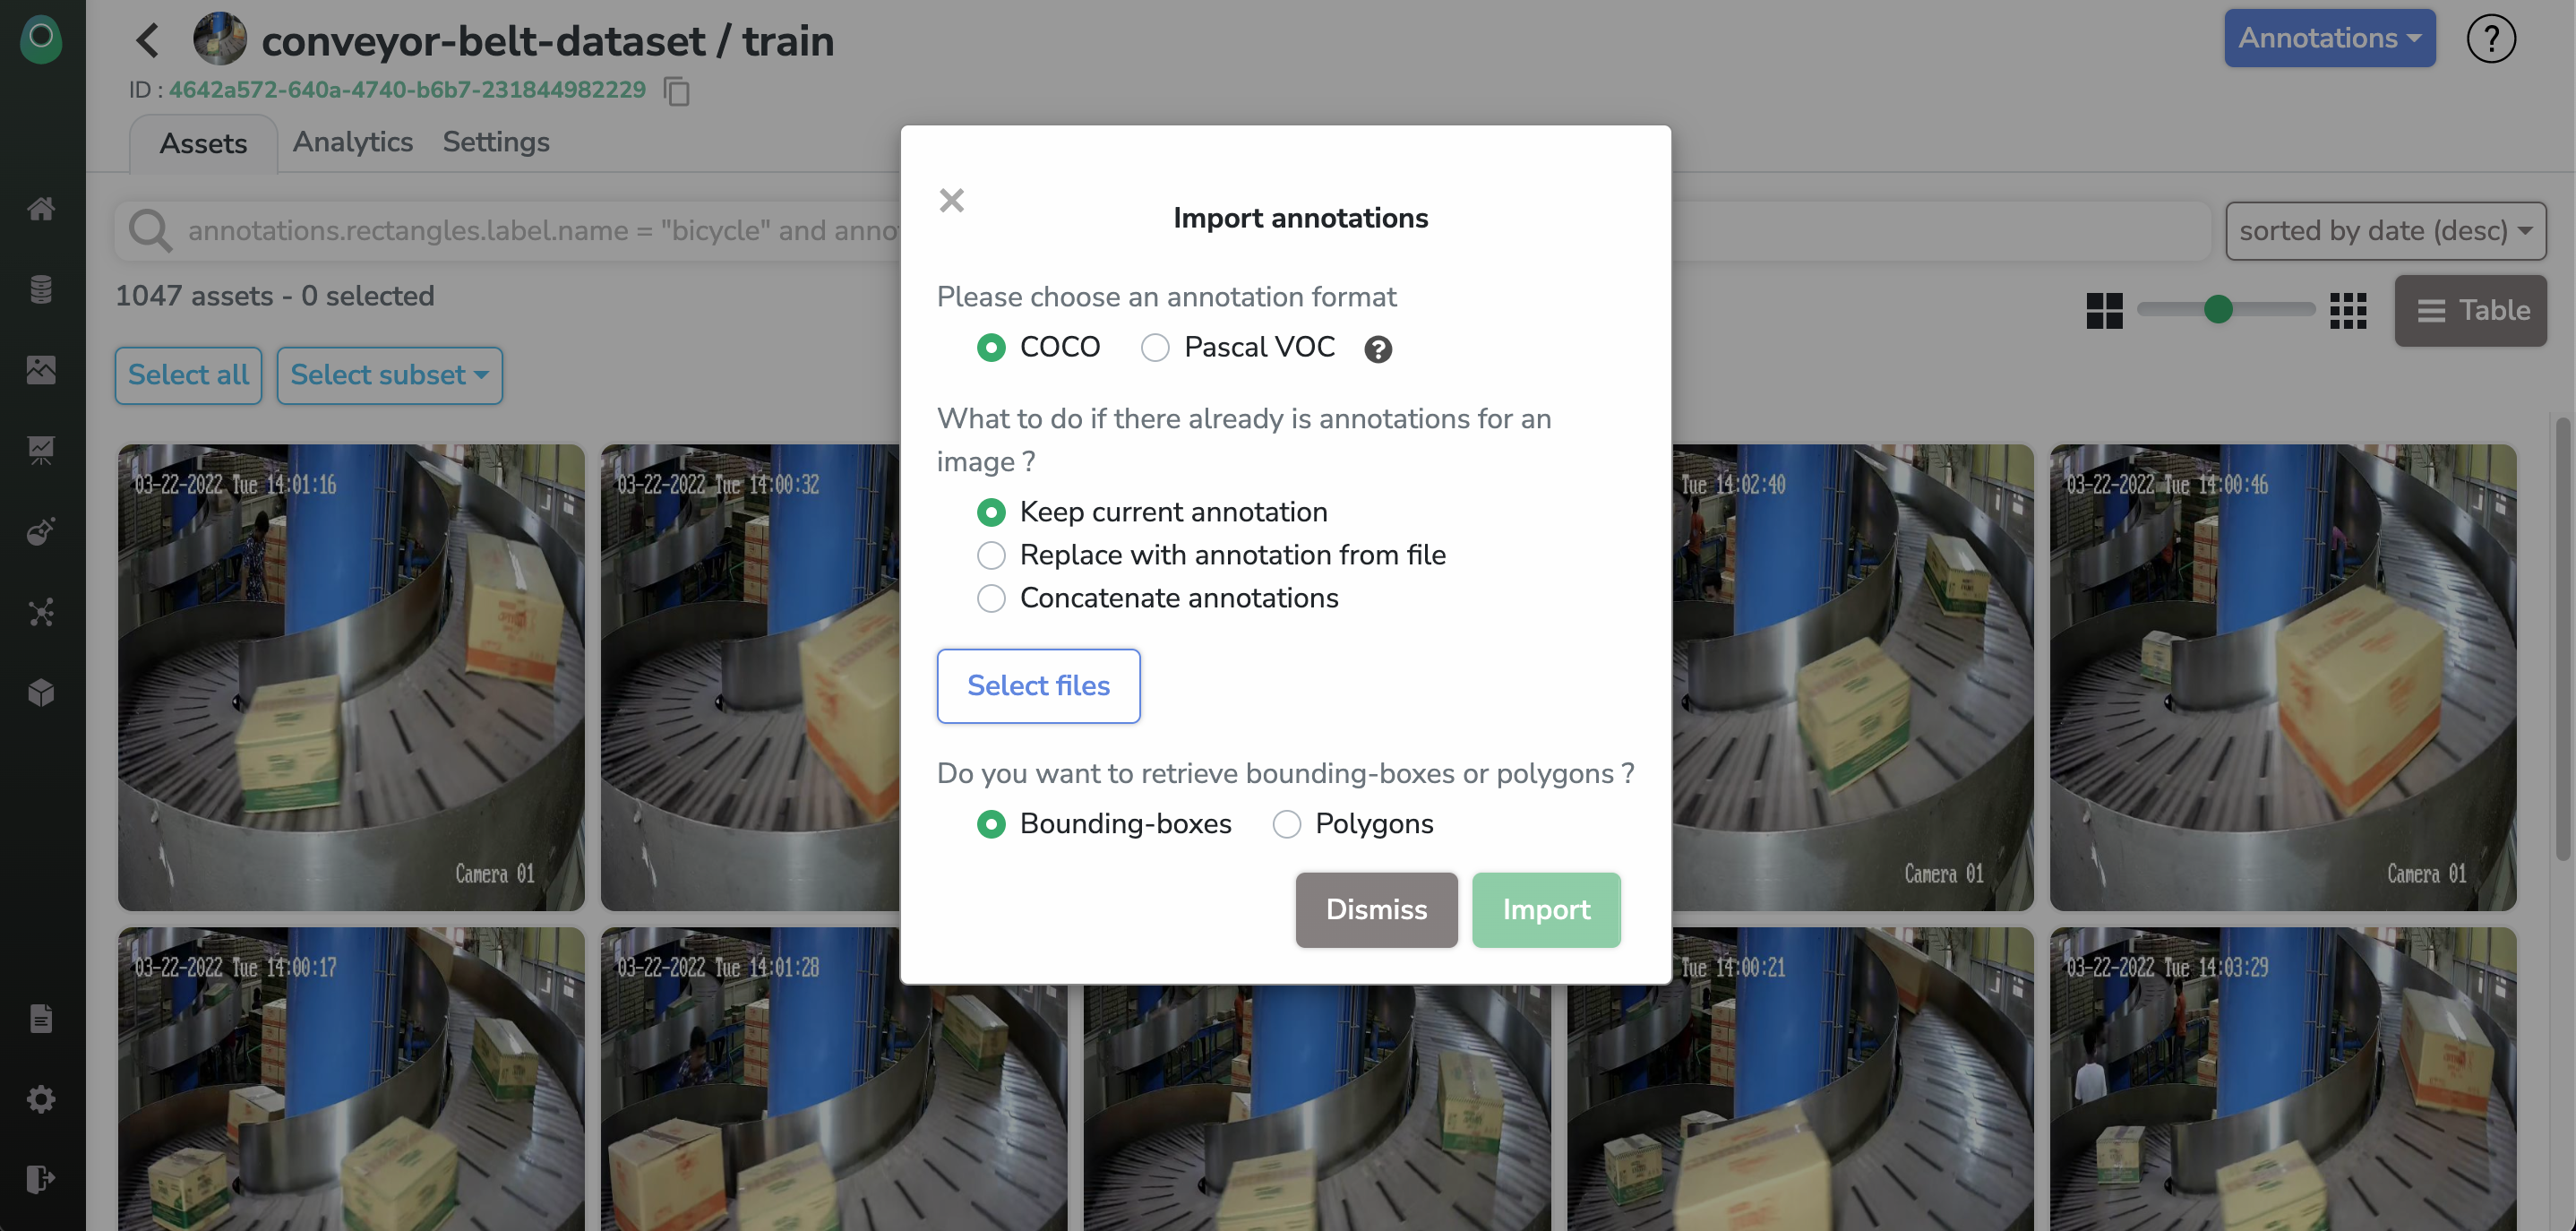 conveyor-belt-dataset / train
Annotations
?
ID : 4642a572-640a-4740-b6b7-231844982229
Assets
Analytics
Settings
annotations.rectangles.label.name = "bicycle" and anno
sorted by date (desc)
1047 assets - 0 selected
Table
Select all
Select subset
Import annotations
Please choose an annotation format
COCO
Pascal VOC
?
What to do if there already is annotations for an
image ?
Keep current annotation
Replace with annotation from file
Concatenate annotations
Select files
Do you want to retrieve bounding-boxes or polygons ?
Bounding-boxes
Polygons
Dismiss
Import
03-22-2022 Tue 14:01:16
03-22-2022 Tue 14:00:32
Tue 14:02:40
03-22-2022 Tue 14:00:46
Camera 01
Camera 01
Camera 01
03-22-2022 Tue 14:00:17
03-22-2022 Tue 14:01:28
Tue 14:00:21
03-22-2022 Tue 14:03:29